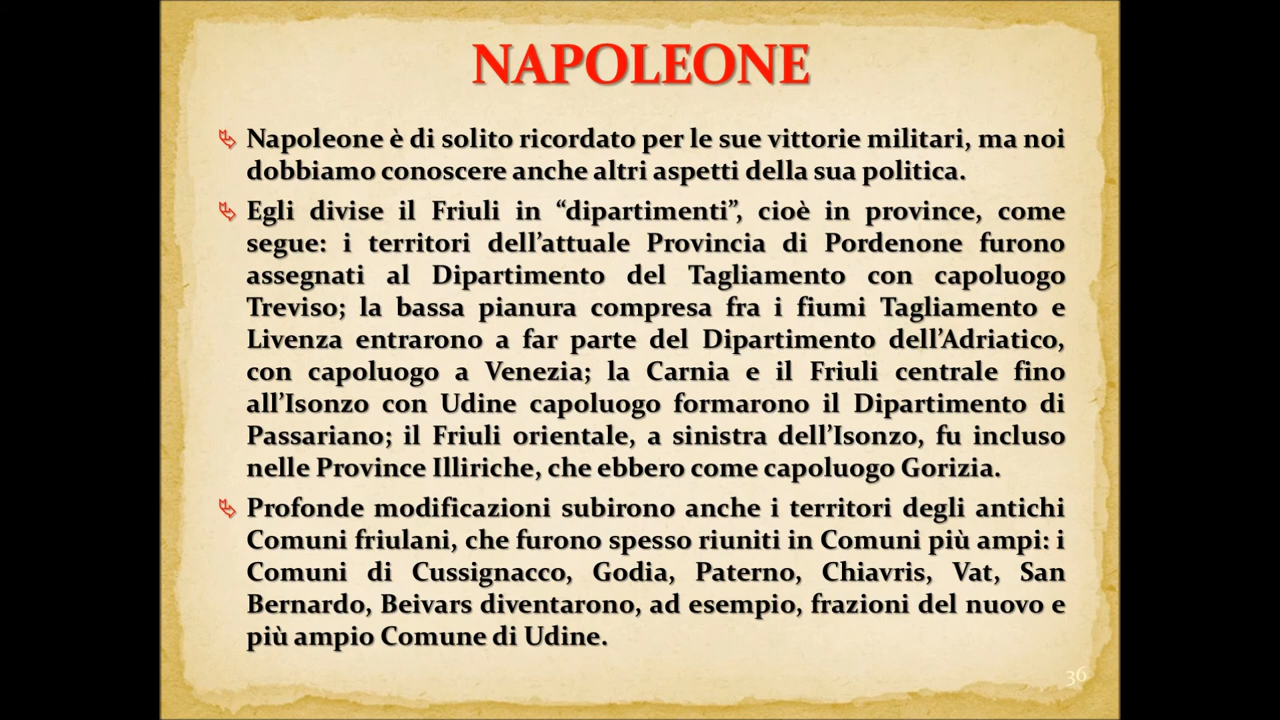 NAPOLEONE
Napoleone è di solito ricordato per le sue vittorie militari, ma noi
dobbiamo conoscere anche altri aspetti della sua politica.
Egli divise il Friuli in “dipartimenti”, cioè in province, come
segue: i territori dell’attuale Provincia di Pordenone furono
assegnati al Dipartimento del Tagliamento con capoluogo
Treviso; la bassa pianura compresa fra i fiumi Tagliamento e
Livenza entrarono a far parte del Dipartimento dell’Adriatico,
con capoluogo a Venezia; la Carnia e il Friuli centrale fino
all’Isonzo con Udine capoluogo formarono il Dipartimento di
Passariano; il Friuli orientale, a sinistra dell’Isonzo, fu incluso
nelle Province Illiriche, che ebbero come capoluogo Gorizia.
Profonde modificazioni subirono anche i territori degli antichi
Comuni friulani, che furono spesso riuniti in Comuni più ampi: i
Comuni di Cussignacco, Godia, Paterno, Chiavris, Vat, San
Bernardo, Beivars diventarono, ad esempio, frazioni del nuovo e
più ampio Comune di Udine.
36